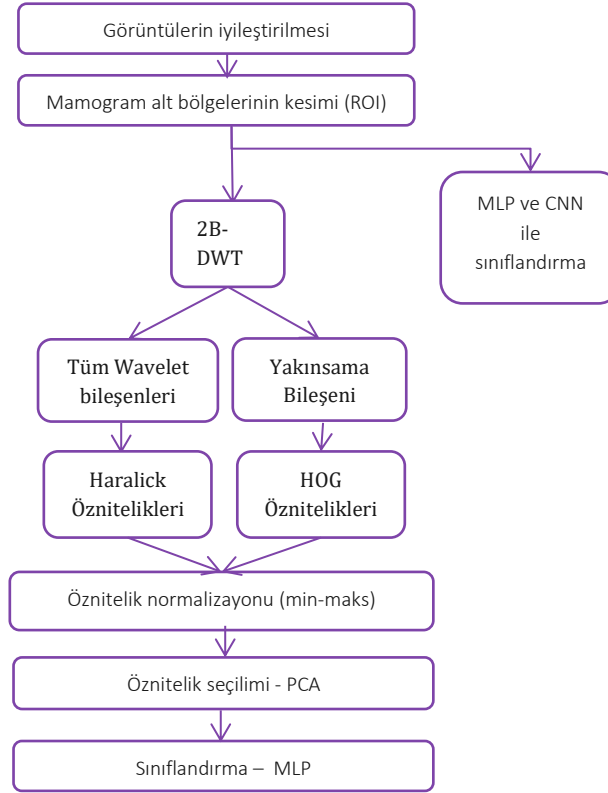 Görüntülerin iyileştirilmesi
Mamogram alt bölgelerinin kesimi (ROI)
MLP ve CNN
ile
sınıflandırma
2B-
DWT
Tüm Wavelet
bileşenleri
Yakınsama
Bileşeni
Haralick
Öznitelikleri
HOG
Öznitelikleri
Öznitelik normalizayonu (min-maks)
Öznitelik seçilimi - PCA
Sınıflandırma – MLP